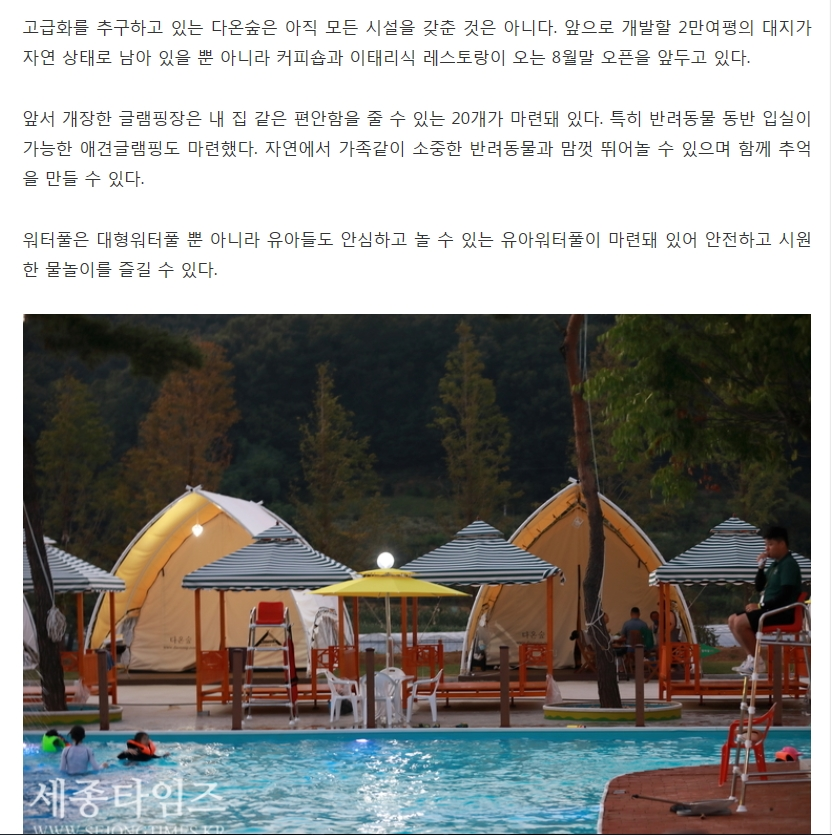 고급화를 추구하고 있는 다온숲은 아직 모든 시설을 갖춘 것은 아니다. 앞으로 개발할 2만여평의 대지가
자연 상태로 남아 있을 뿐 아니라 커피숍과 이태리식 레스토랑이 오는 8월말 오픈을 앞두고 있다.
앞서 개장한 글램핑장은 내 집 같은 편안함을 줄 수 있는 20개가 마련돼 있다. 특히 반려동물 동반 입실이
가능한 애견글램핑도 마련했다. 자연에서 가족같이 소중한 반려동물과 맘껏 뛰어놀 수 있으며 함께 추억
을 만들 수 있다.
워터풀은 대형워터풀 뿐 아니라 유아들도 안심하고 놀 수 있는 유아워터풀이 마련돼 있어 안전하고 시원
한 물놀이를 즐길 수 있다.
다온숲
다온숲
세종타임즈
WWW.SEJONGTIMES.KR